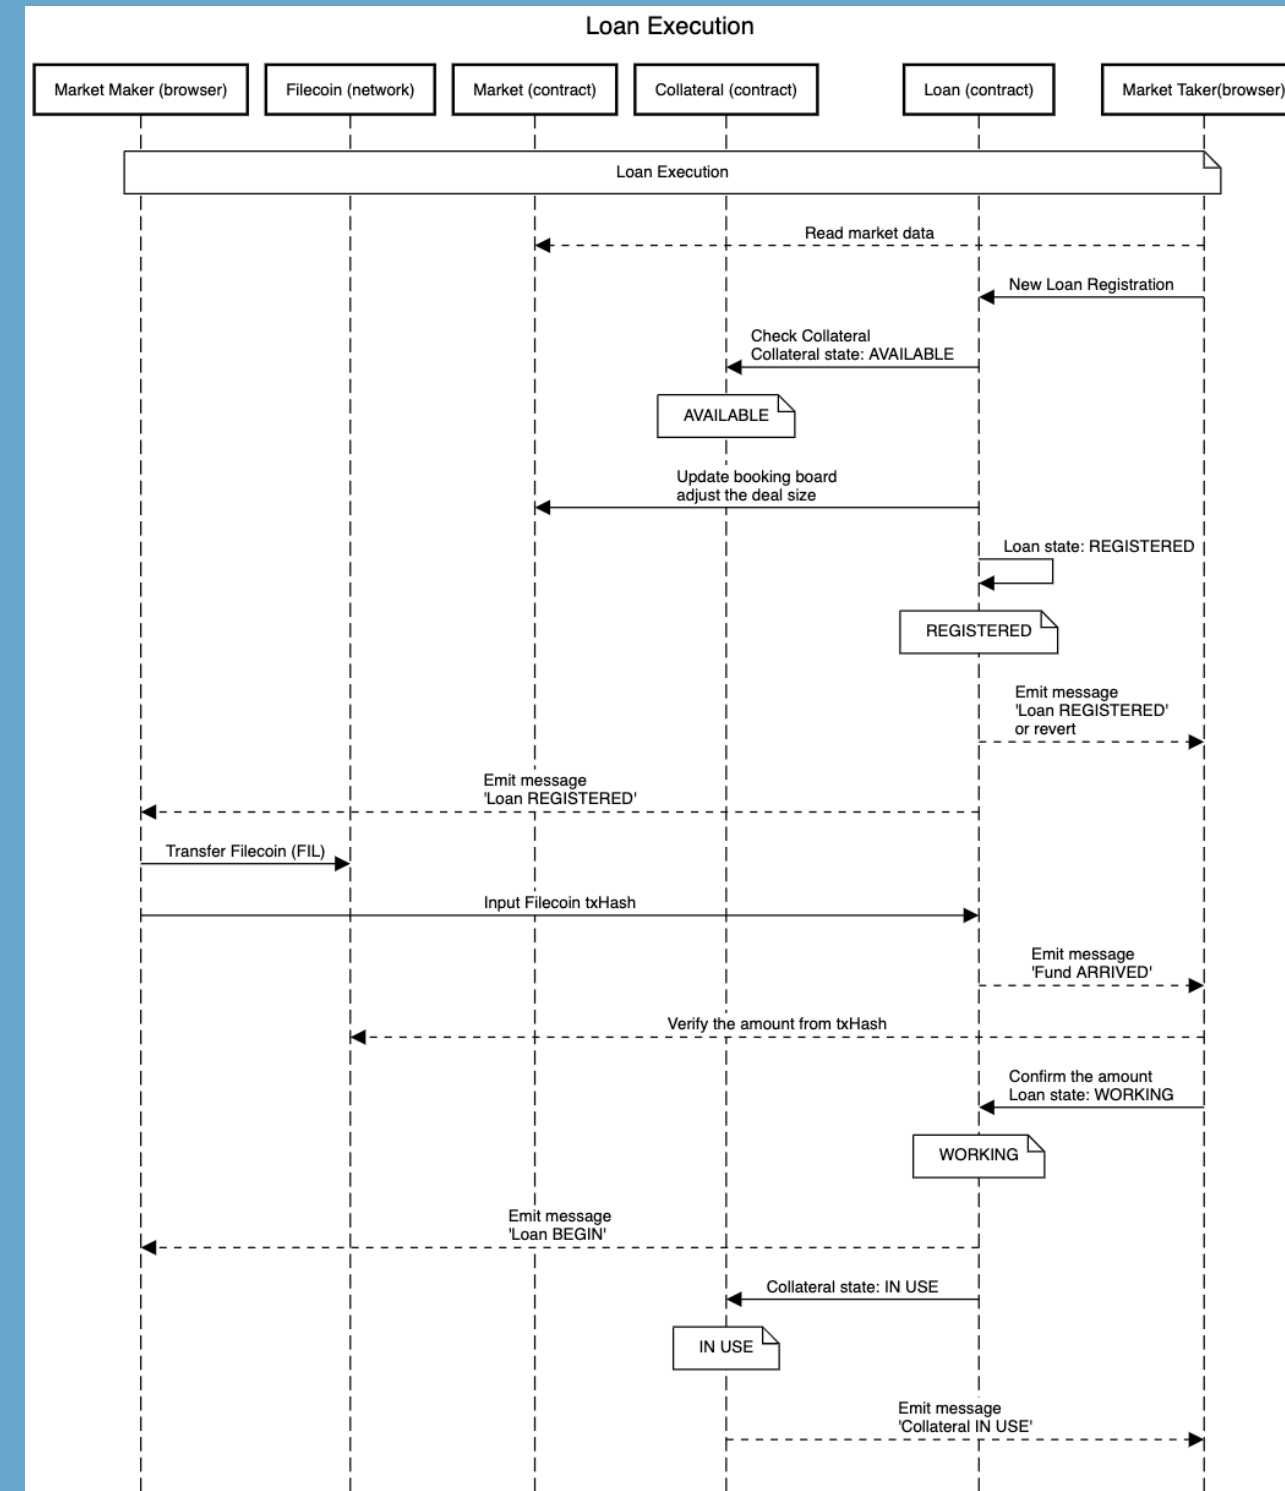 Loan Execution
Market Maker (browser)
Filecoin (network)
Market (contract)
Collateral (contract)
Loan (contract)
Market Taker(browser)
Loan Execution
Read market data
New Loan Registration
Check Collateral
Collateral state: AVAILABLE
AVAILABLE
Update booking board
adjust the deal size
Loan state: REGISTERED
REGISTERED
Emit message
'Loan REGISTERED'
or revert
Emit message
'Loan REGISTERED'
Transfer Filecoin (FIL)
Input Filecoin txHash
Emit message
'Fund ARRIVED'
Verify the amount from txHash
Confirm the amount
Loan state: WORKING
WORKING
Emit message
'Loan BEGIN'
Collateral state: IN USE
IN USE
Emit message
'Collateral IN USE'